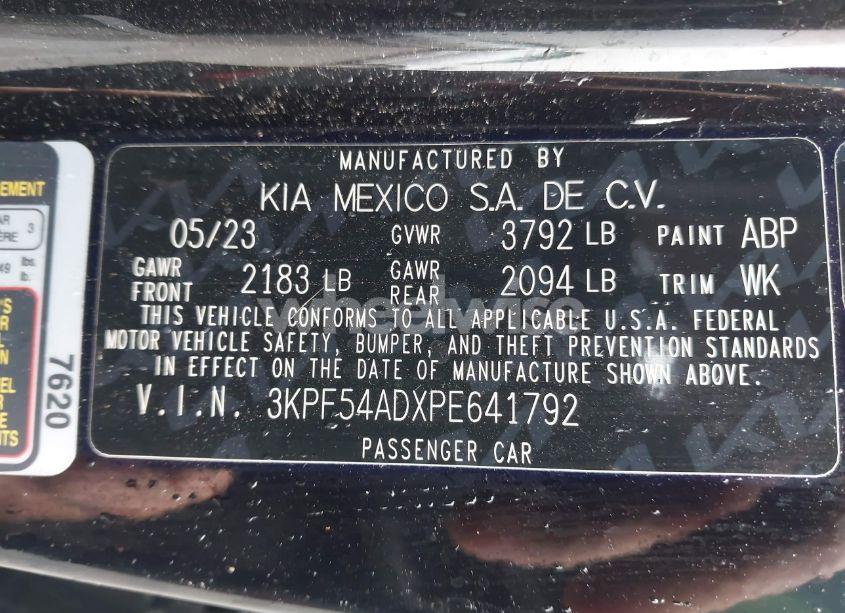 MANUFACTURED BY
KIA MEXICO S.A. DE C.V.
05/23 GVWR 3792 LB PAINT ABP
GAWR FRONT 2183 LB GAWR REAR 2094 LB TRIM WK
THIS VEHICLE CONFORMS TO ALL APPLICABLE U.S.A. FEDERAL
MOTOR VEHICLE SAFETY, BUMPER, AND THEFT PREVENTION STANDARDS
IN EFFECT ON THE DATE OF MANUFACTURE SHOWN ABOVE.
V.I.N. 3KPF54ADXPE641792
PASSENGER CAR
7620
wheelwise